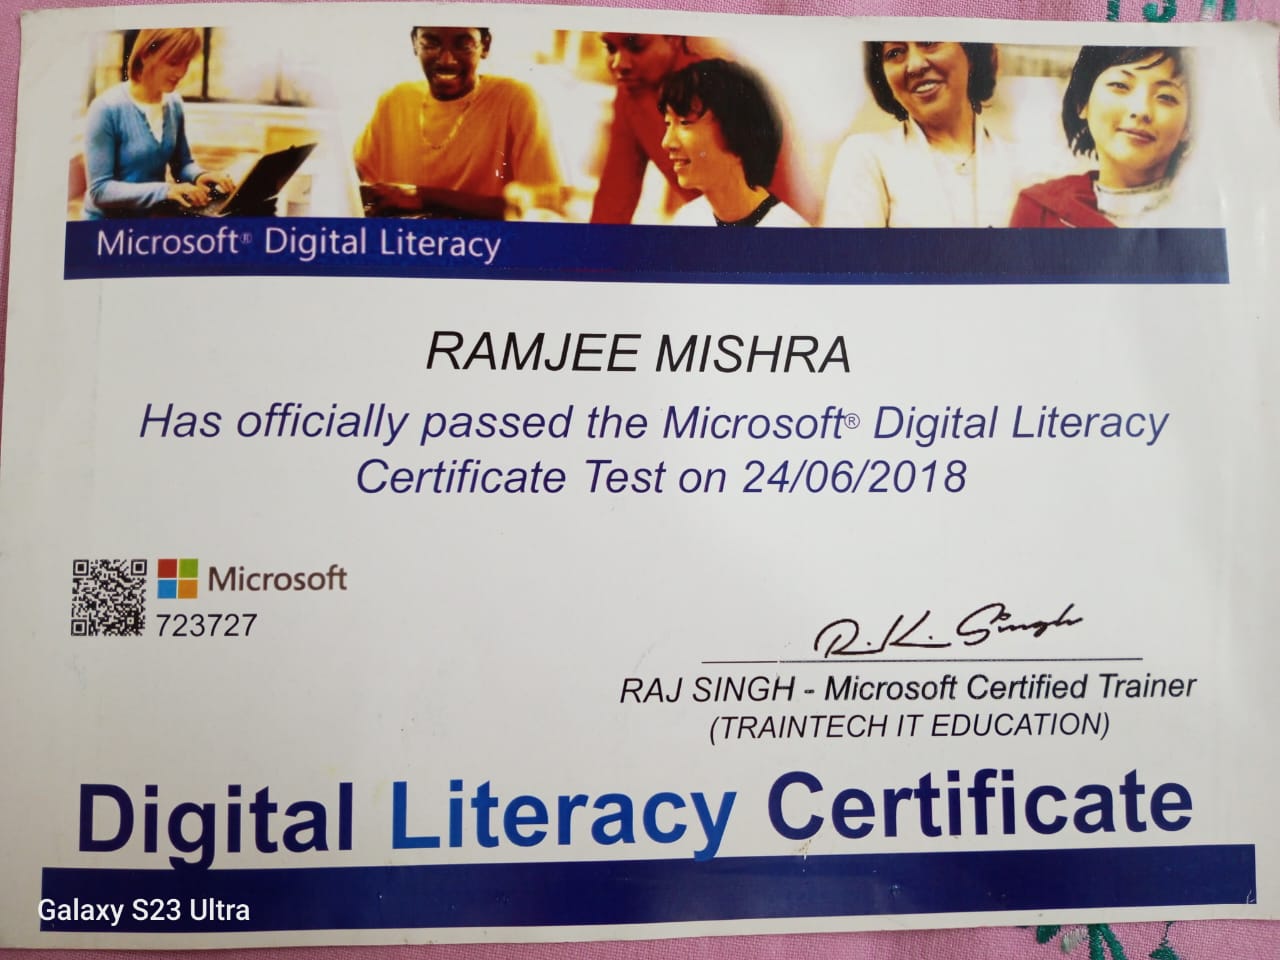 Microsoft® Digital Literacy
RAMJEE MISHRA
Has officially passed the Microsoft® Digital Literacy
Certificate Test on 24/06/2018
Microsoft
723727
R.K. Singh
RAJ SINGH - Microsoft Certified Trainer
(TRAINTECH IT EDUCATION)
Digital Literacy Certificate
Galaxy S23 Ultra